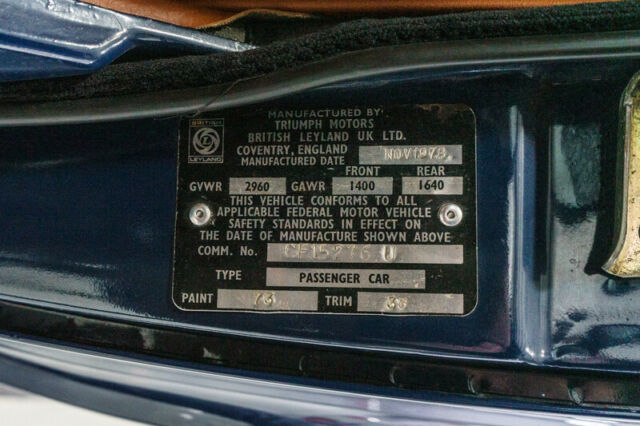 MANUFACTURED BY:
TRIUMPH MOTORS
BRITISH LEYLAND UK LTD.
COVENTRY, ENGLAND
MANUFACTURED DATE NOV1978
BRITISH
LEYLAND
FRONT REAR
GVWR 2960 GAWR 1400 1640
THIS VEHICLE CONFORMS TO ALL
APPLICABLE FEDERAL MOTOR VEHICLE
SAFETY STANDARDS IN EFFECT ON
THE DATE OF MANUFACTURE SHOWN ABOVE
COMM. No. CF15276 U
TYPE PASSENGER CAR
PAINT 73 TRIM